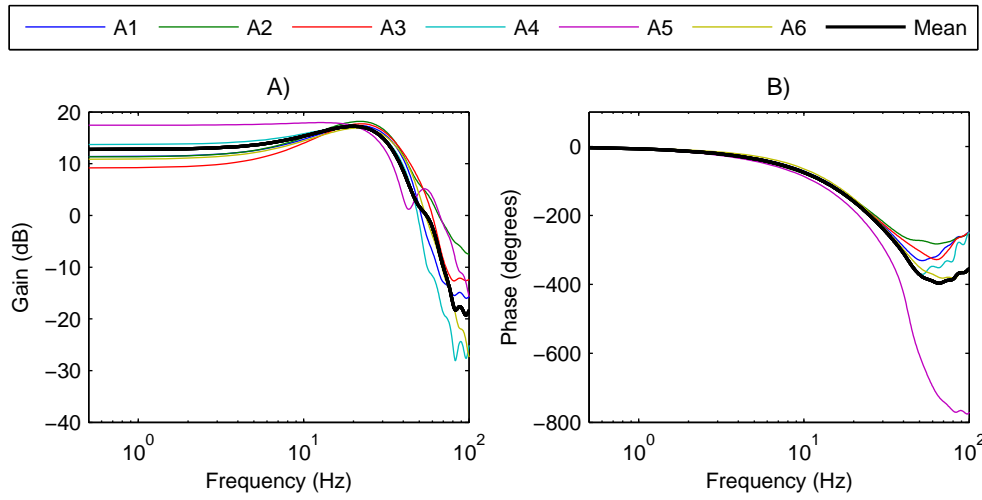 A1 A2 A3 A4 A5 A6 Mean
A)
20
10
0
−10
−20
−30
−40
Gain (dB)
10^0 10^1 10^2
Frequency (Hz)
B)
0
−200
−400
−600
−800
Phase (degrees)
10^0 10^1 10^2
Frequency (Hz)